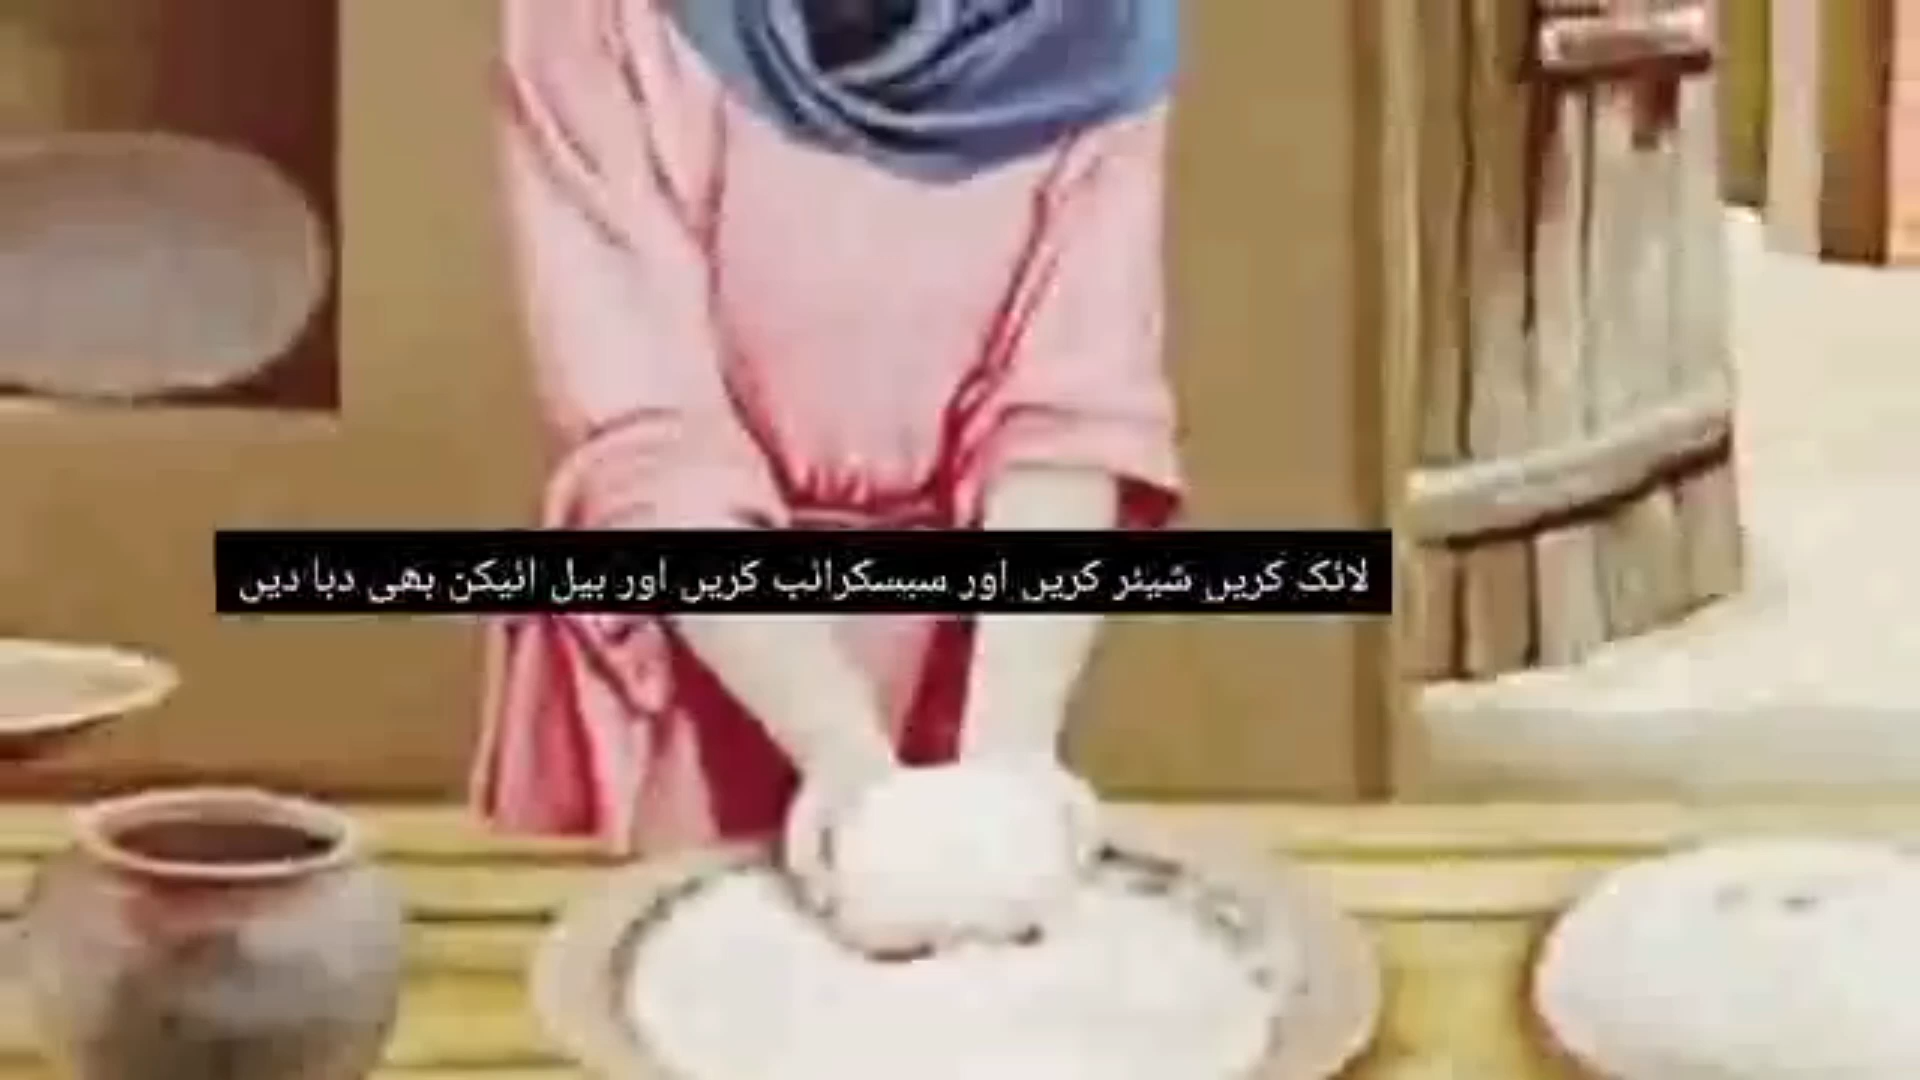 لائک کریں شیئر کریں اور سبسکرائب کریں اور بیل ائیکن بھی دبا دیں